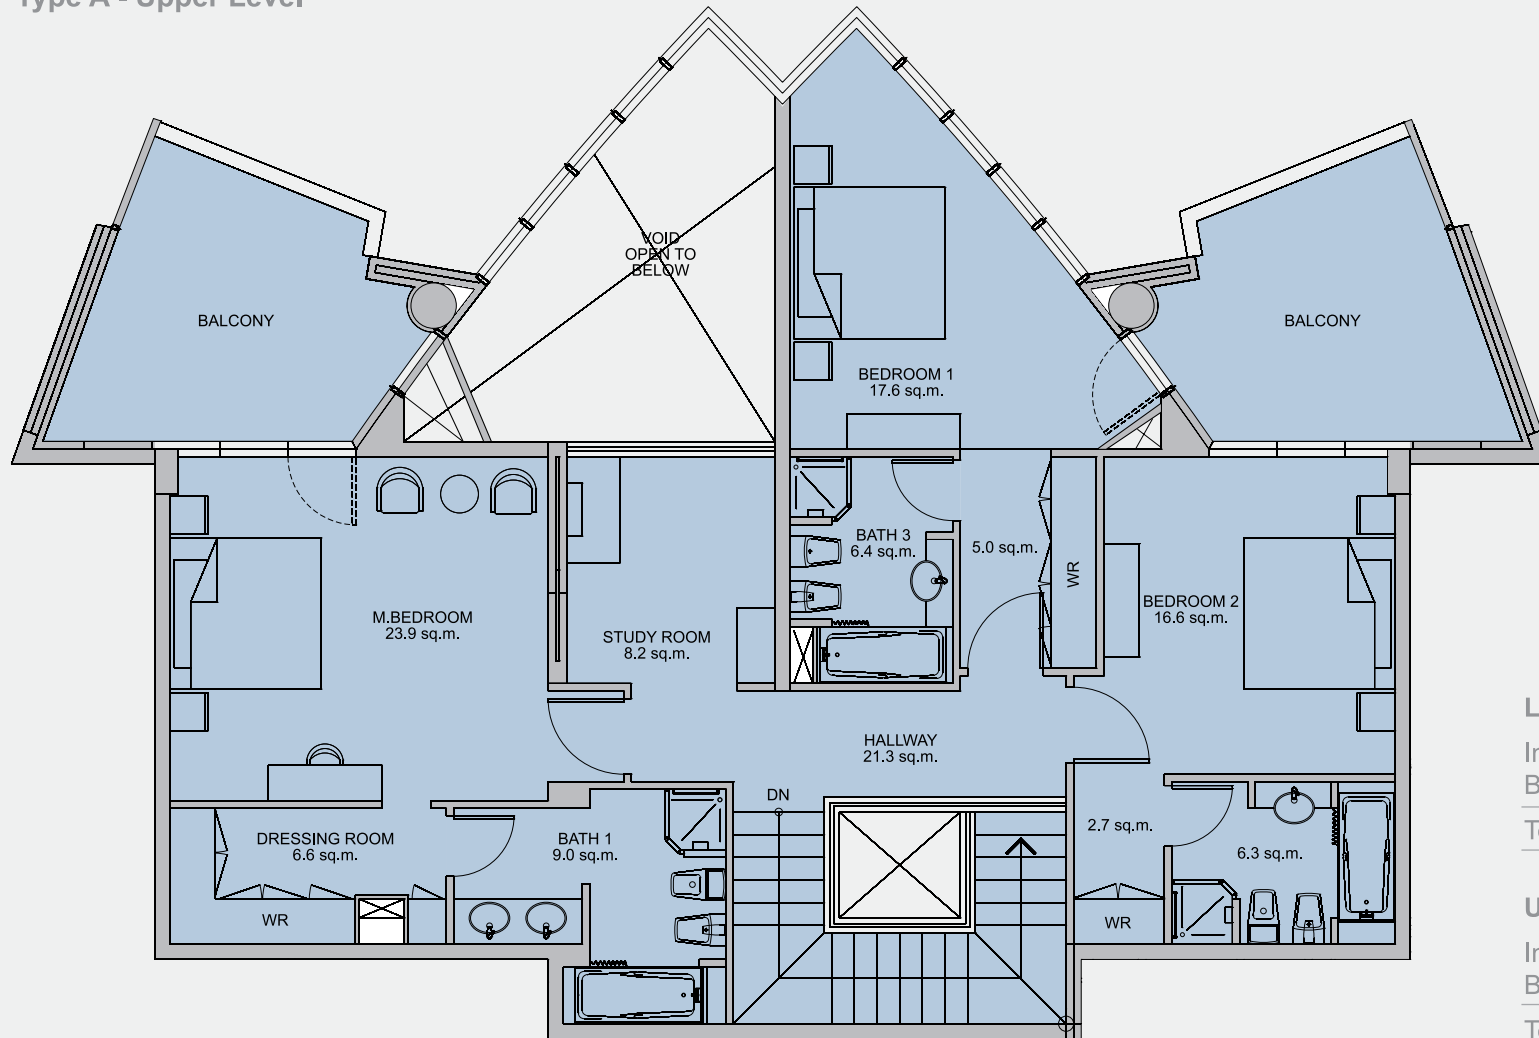 Type A - Upper Level
VOID
OPEN TO
BELOW
BALCONY
BALCONY
BEDROOM 1
17.6 sq.m.
BATH 3
6.4 sq.m.
5.0 sq.m.
WR
BEDROOM 2
16.6 sq.m.
M.BEDROOM
23.9 sq.m.
STUDY ROOM
8.2 sq.m.
HALLWAY
21.3 sq.m.
DN
DRESSING ROOM
6.6 sq.m.
BATH 1
9.0 sq.m.
2.7 sq.m.
6.3 sq.m.
WR
WR